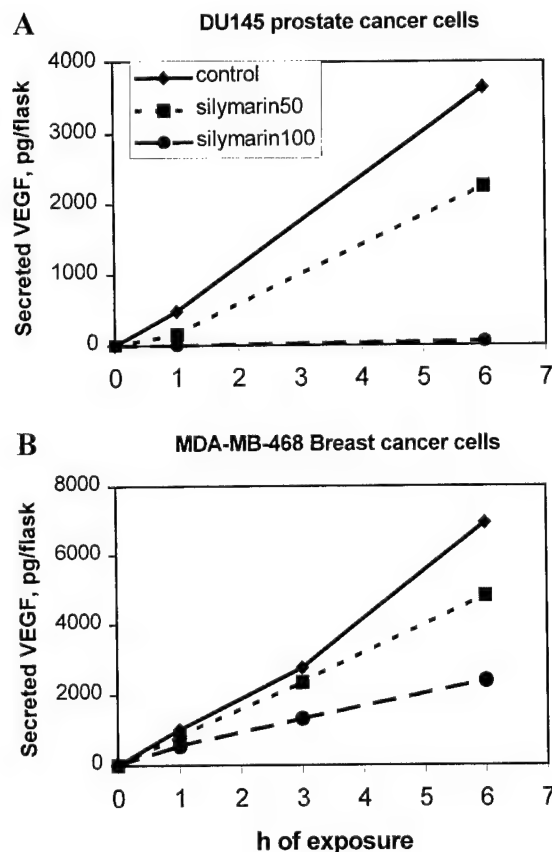 A
DU145 prostate cancer cells
4000
3000
2000
1000
0
Secreted VEGF, pg/flask
control
silymarin50
silymarin100
0 1 2 3 4 5 6 7
B
MDA-MB-468 Breast cancer cells
8000
6000
4000
2000
0
Secreted VEGF, pg/flask
0 1 2 3 4 5 6 7
h of exposure